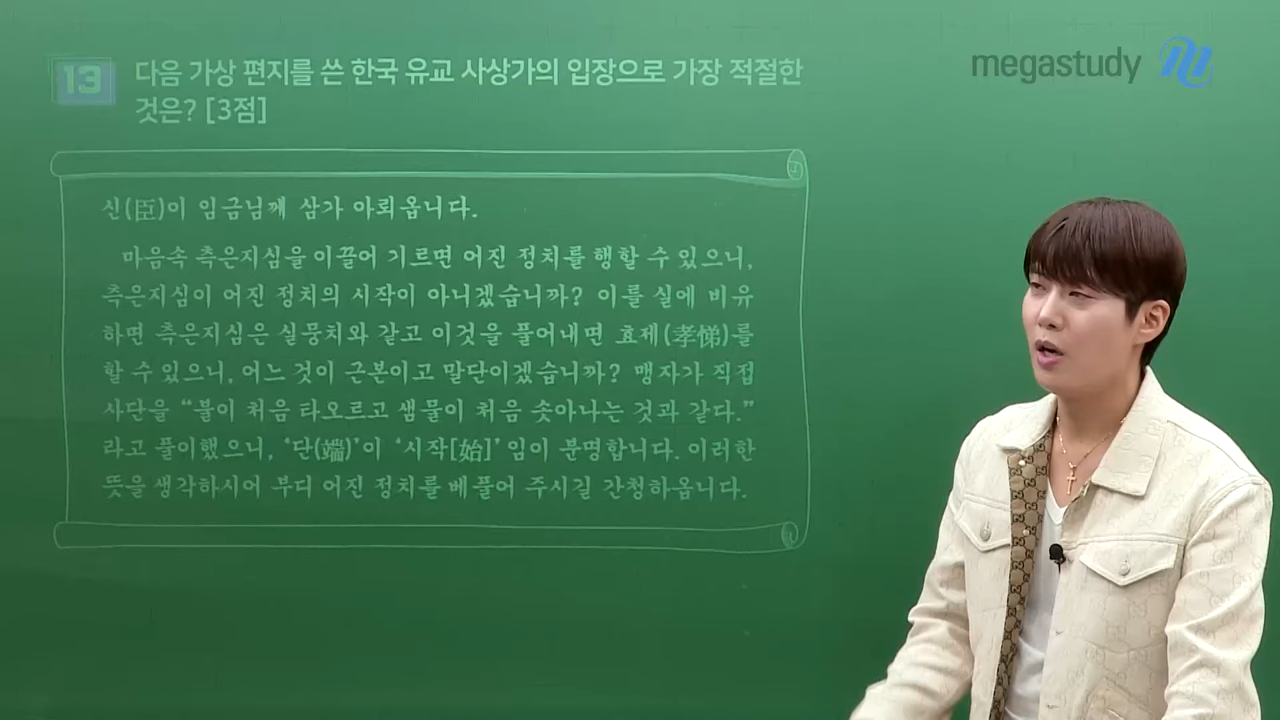 13 다음 가상 편지를 쓴 한국 유교 사상가의 입장으로 가장 적절한
것은? [3점]
megastudy
신(臣)이 임금님께 삼가 아뢰옵니다.
마음속 측은지심을 이끌어 기르면 어진 정치를 행할 수 있으니,
측은지심이 어진 정치의 시작이 아니겠습니까? 이를 실에 비유
하면 측은지심은 실뭉치와 같고 이것을 풀어내면 효제(孝悌)를
할 수 있으니, 어느 것이 근본이고 말단이겠습니까? 맹자가 직접
사단을 “불이 처음 타오르고 샘물이 처음 솟아나는 것과 같다.”
라고 풀이했으니, ‘단(端)’이 ‘시작[始]’임이 분명합니다. 이러한
뜻을 생각하시어 부디 어진 정치를 베풀어 주시길 간청하옵니다.